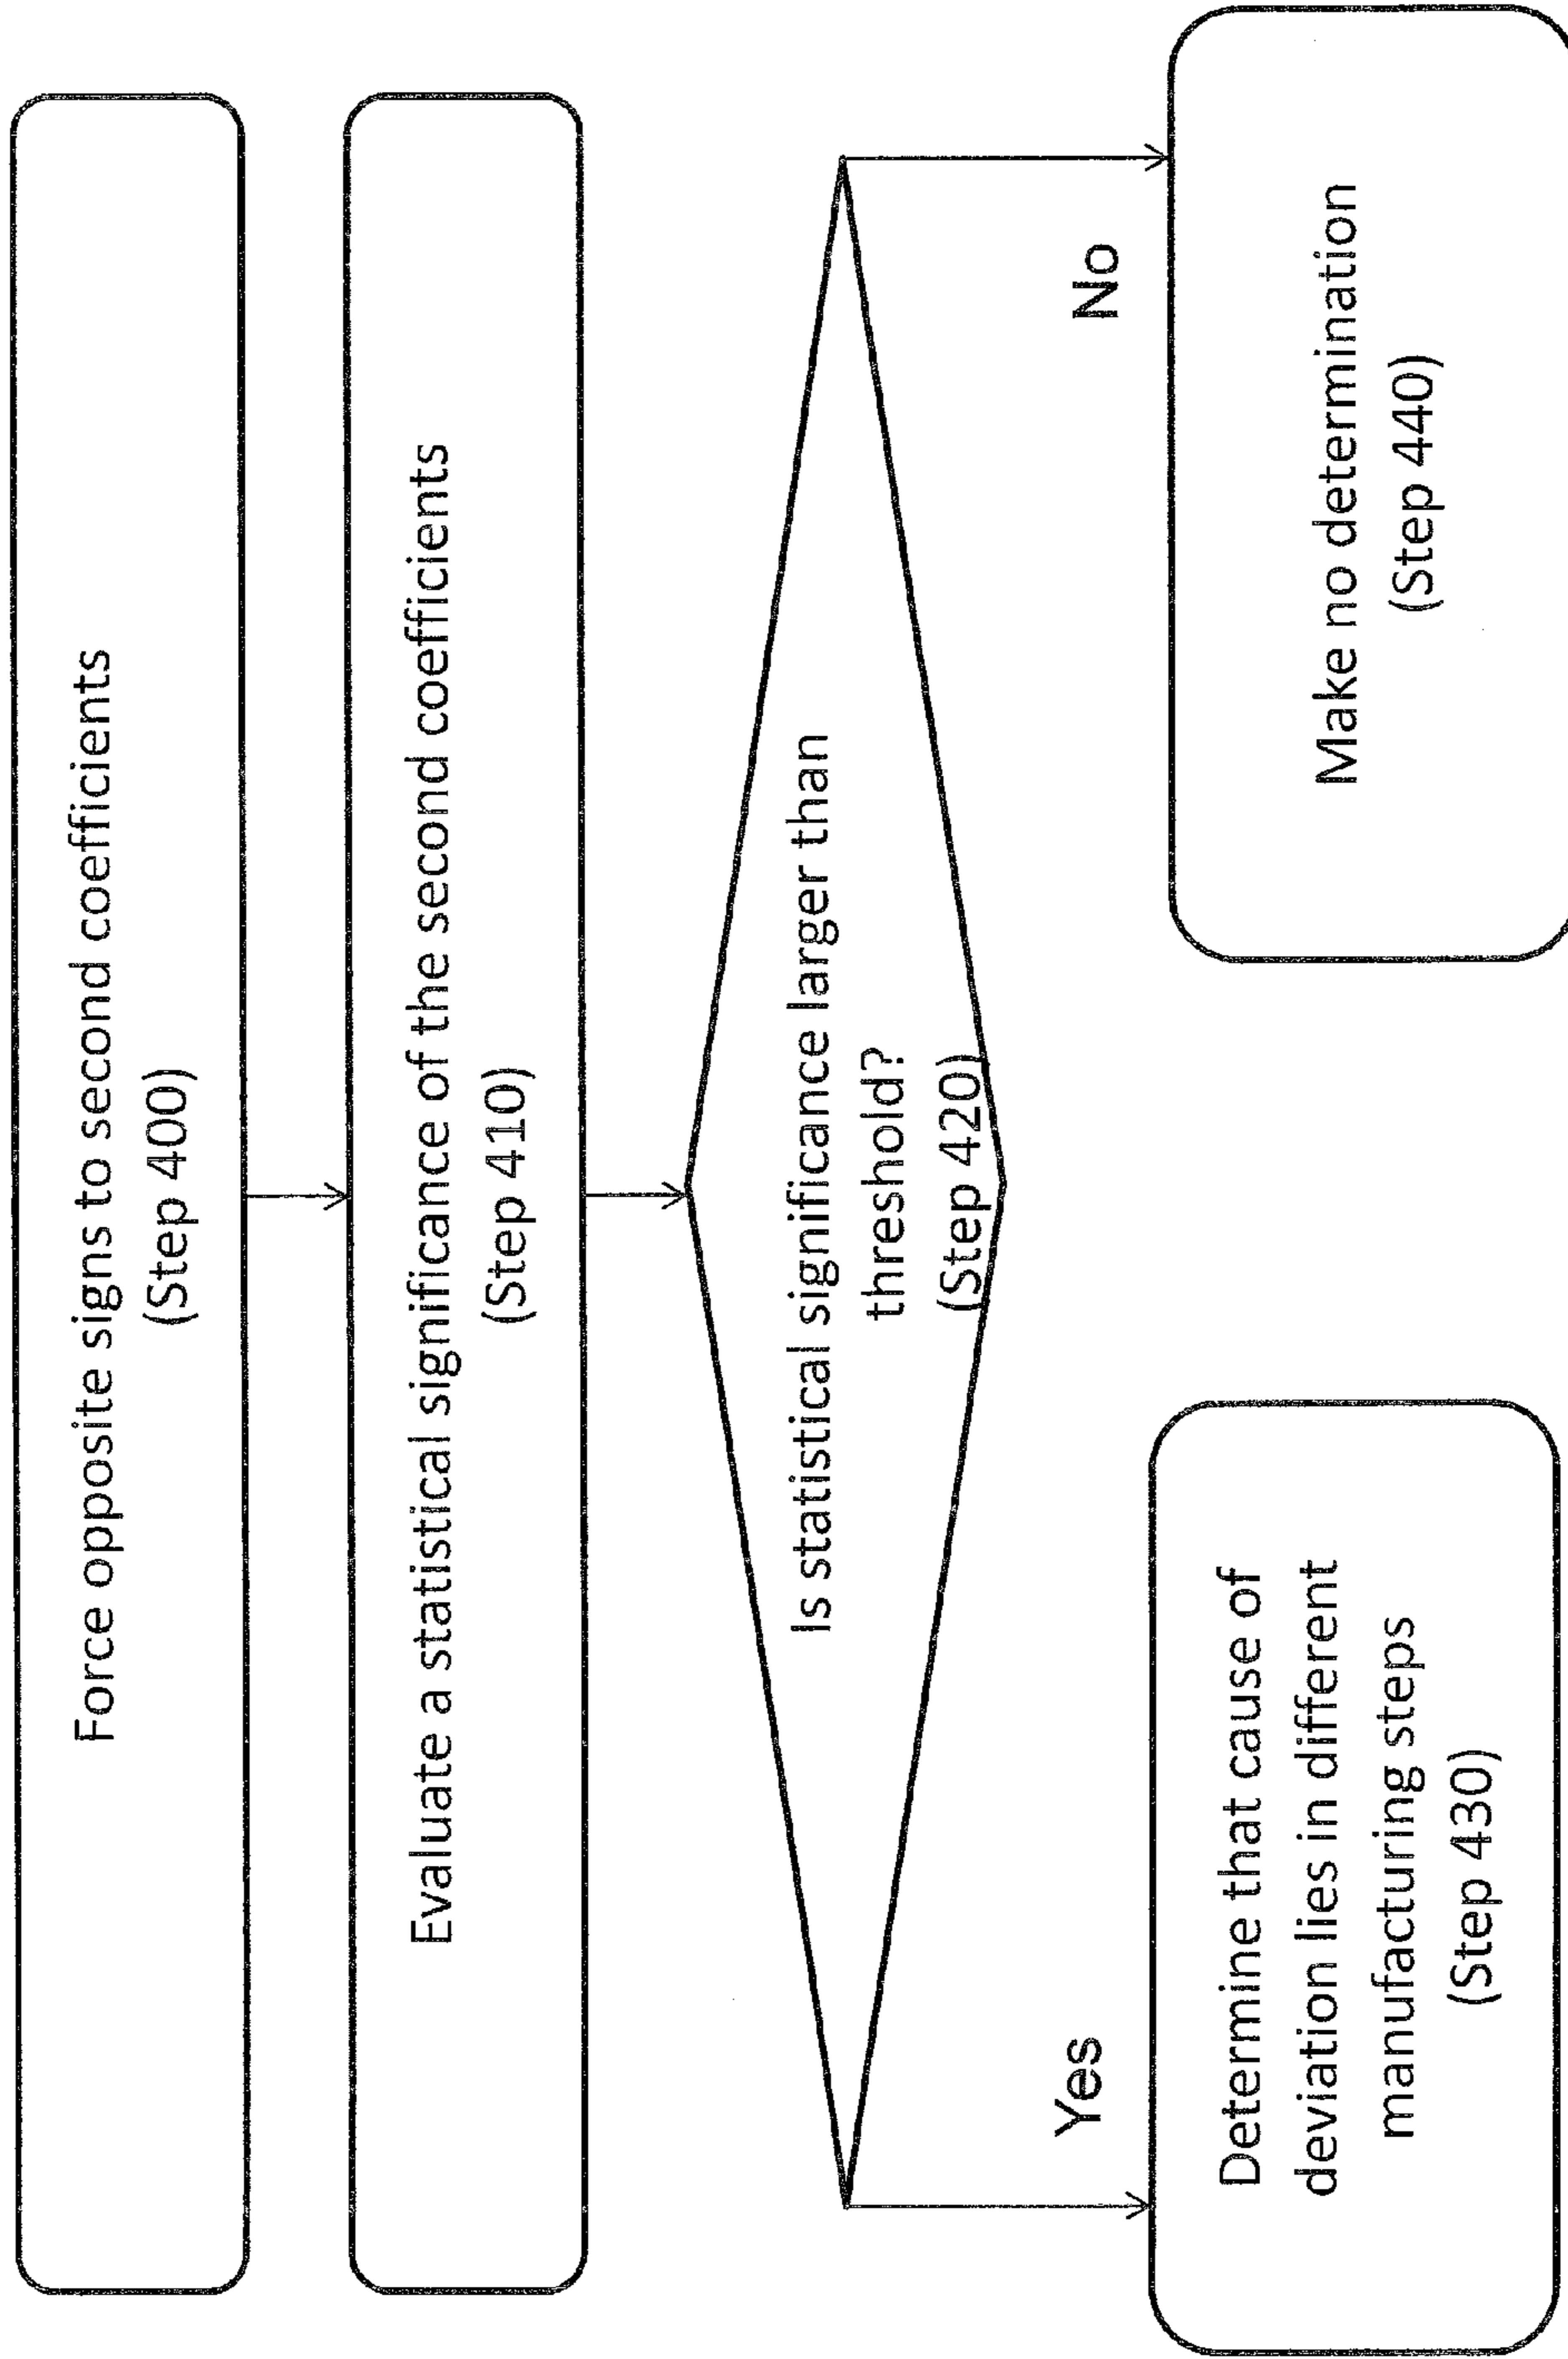 Force opposite signs to second coefficients
(Step 400)
Evaluate a statistical significance of the second coefficients
(Step 410)
Is statistical significance larger than
threshold?
(Step 420)
Yes
No
Determine that cause of
deviation lies in different
manufacturing steps
(Step 430)
Make no determination
(Step 440)